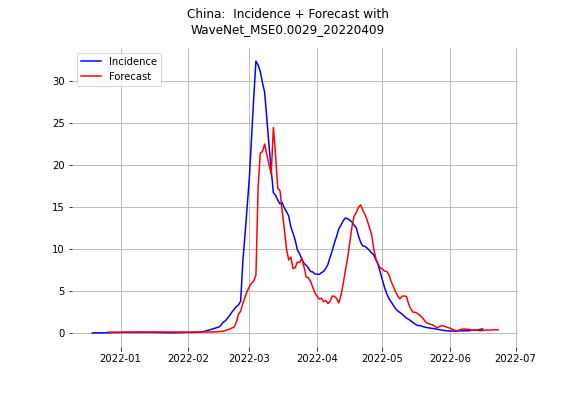 China:  Incidence + Forecast with
WaveNet_MSE0.0029_20220409
Incidence
Forecast
30
25
20
15
10
5
0
2022-01 2022-02 2022-03 2022-04 2022-05 2022-06 2022-07